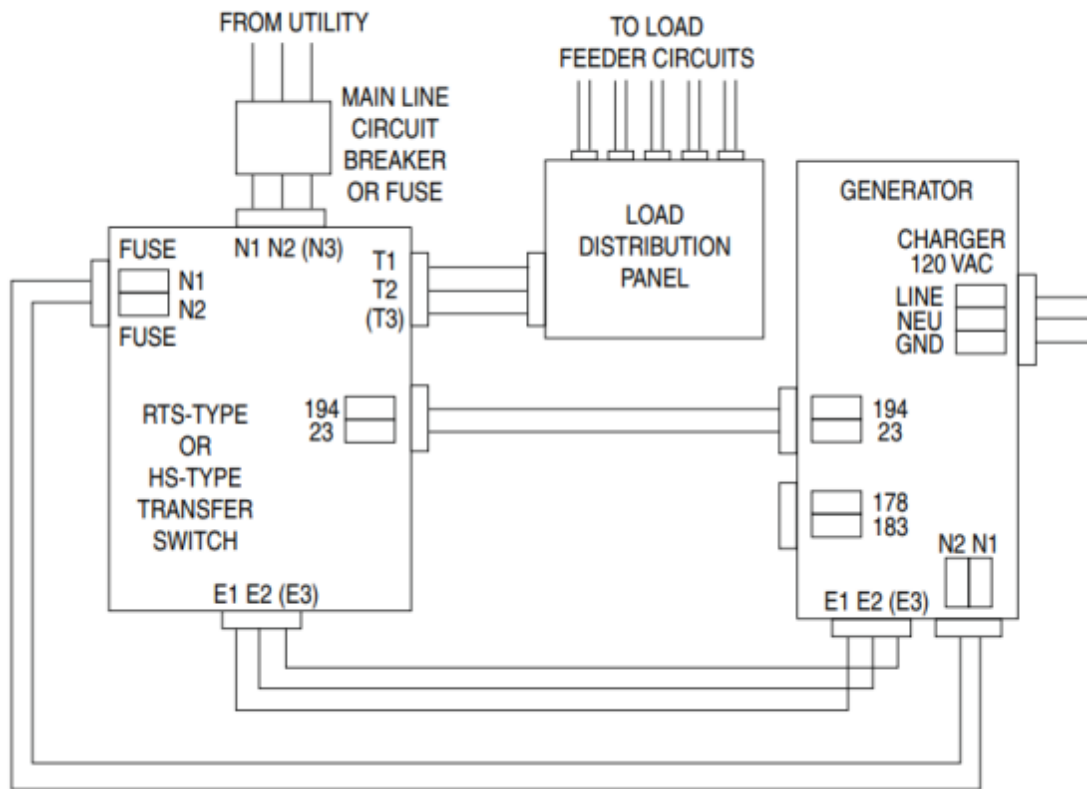 FROM UTILITY
MAIN LINE
CIRCUIT
BREAKER
OR FUSE
TO LOAD
FEEDER CIRCUITS
LOAD
DISTRIBUTION
PANEL
N1 N2 (N3)
FUSE
N1
N2
FUSE
T1
T2
(T3)
194
23
RTS-TYPE
OR
HS-TYPE
TRANSFER
SWITCH
E1 E2 (E3)
GENERATOR
CHARGER
120 VAC
LINE
NEU
GND
194
23
178
183
N2 N1
E1 E2 (E3)